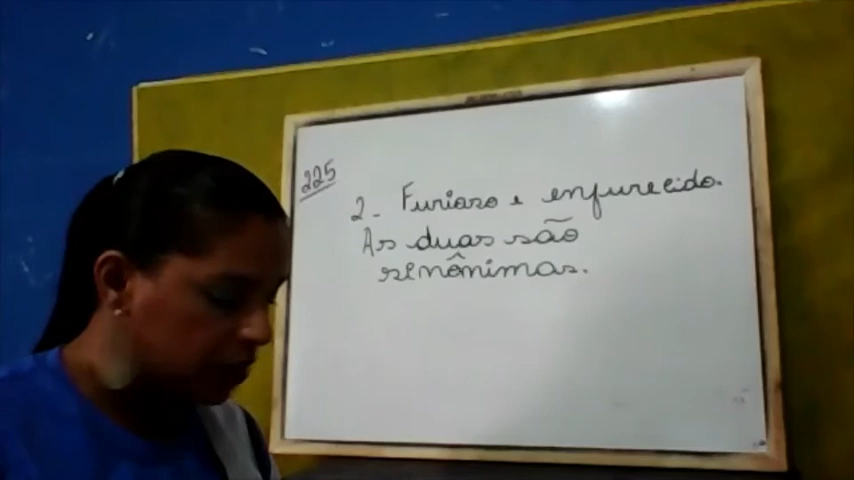 225
2- Furioso e enfurecido.
As duas são
sinônimas.